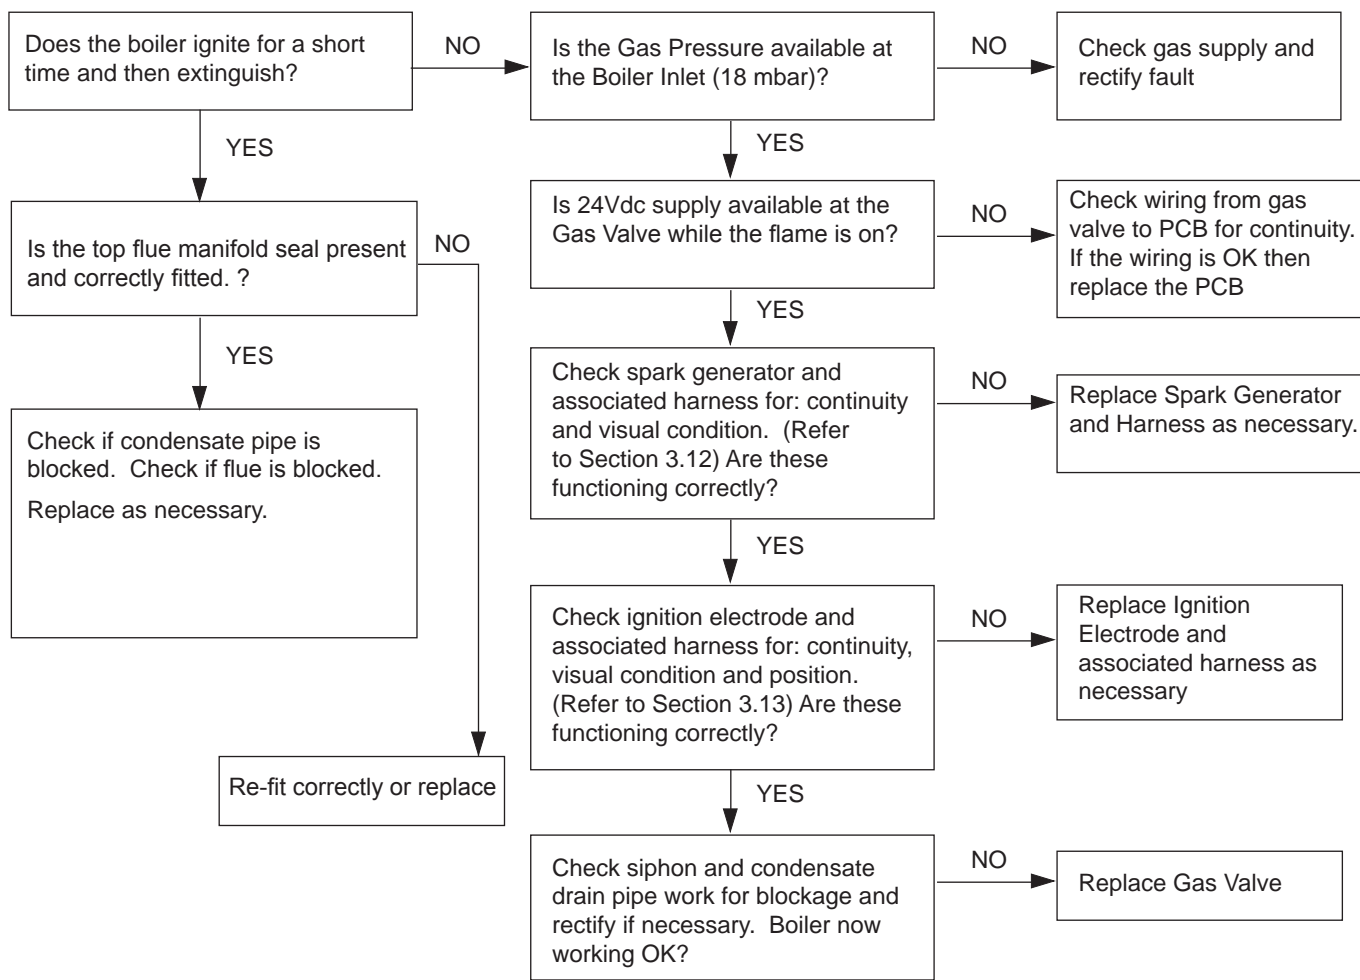 Does the boiler ignite for a short
time and then extinguish?
NO
Is the Gas Pressure available at
the Boiler Inlet (18 mbar)?
NO
Check gas supply and
rectify fault
YES
YES
Is the top flue manifold seal present
and correctly fitted. ?
NO
Is 24Vdc supply available at the
Gas Valve while the flame is on?
NO
Check wiring from gas
valve to PCB for continuity.
If the wiring is OK then
replace the PCB
YES
YES
Check if condensate pipe is
blocked.  Check if flue is blocked.
Replace as necessary.
Check spark generator and
associated harness for: continuity
and visual condition.  (Refer
to Section 3.12) Are these
functioning correctly?
NO
Replace Spark Generator
and Harness as necessary.
YES
Check ignition electrode and
associated harness for: continuity,
visual condition and position.
(Refer to Section 3.13) Are these
functioning correctly?
NO
Replace Ignition
Electrode and
associated harness as
necessary
Re-fit correctly or replace
YES
Check siphon and condensate
drain pipe work for blockage and
rectify if necessary.  Boiler now
working OK?
NO
Replace Gas Valve